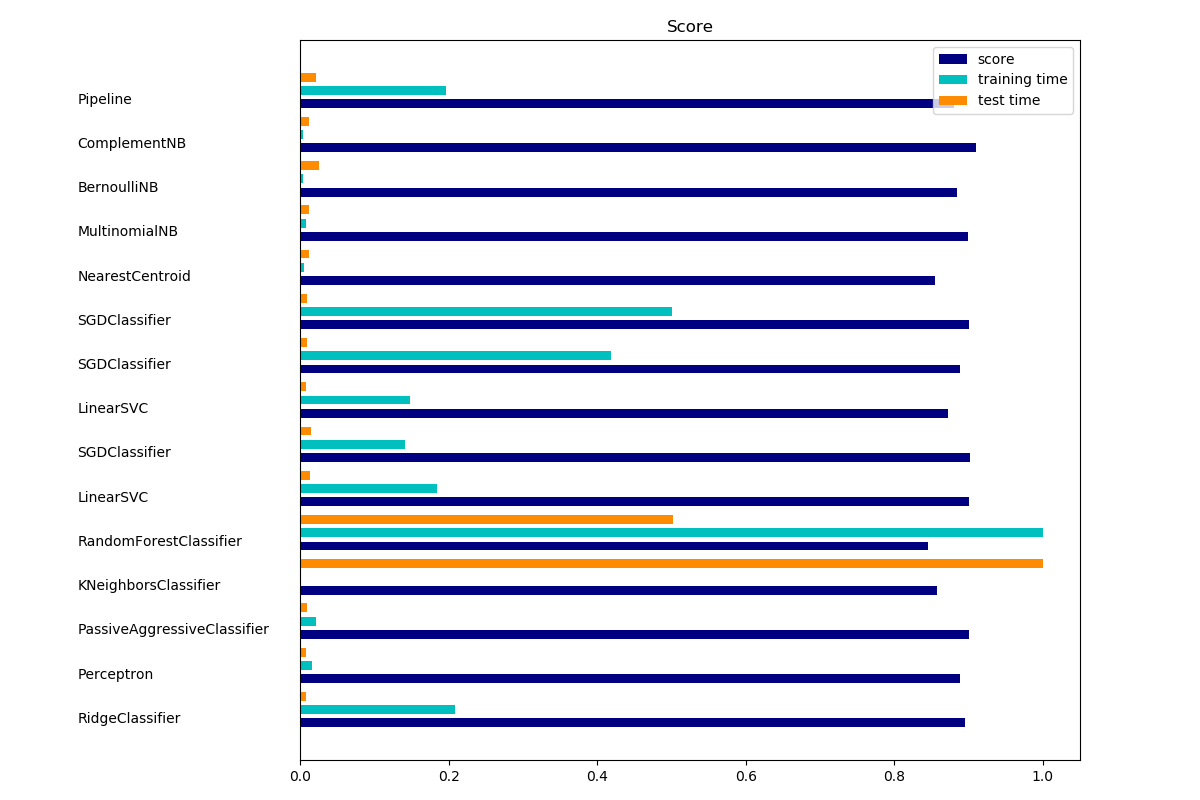 Score
score
training time
test time
Pipeline
ComplementNB
BernoulliNB
MultinomialNB
NearestCentroid
SGDClassifier
SGDClassifier
LinearSVC
SGDClassifier
LinearSVC
RandomForestClassifier
KNeighborsClassifier
PassiveAggressiveClassifier
Perceptron
RidgeClassifier
0.0 0.2 0.4 0.6 0.8 1.0